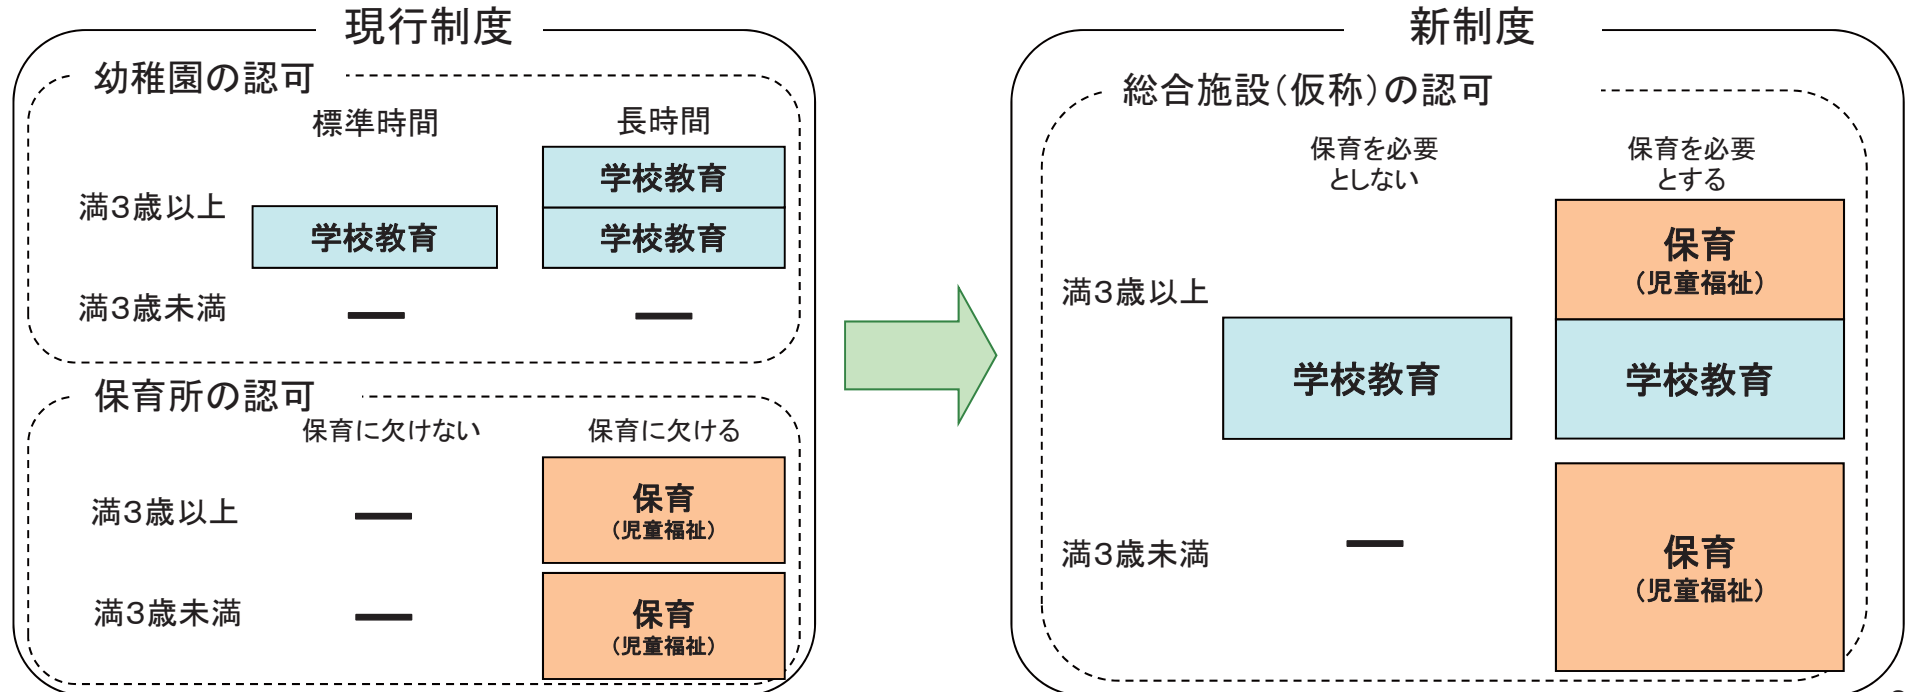 現行制度
幼稚園の認可
標準時間 長時間
学校教育
満3歳以上
学校教育 学校教育
満3歳未満 ― ―
保育所の認可
保育に欠けない 保育に欠ける
満3歳以上 ― 保育
(児童福祉)
満3歳未満 ― 保育
(児童福祉)
新制度
総合施設(仮称)の認可
保育を必要
としない
保育を必要
とする
満3歳以上
保育
(児童福祉)
学校教育 学校教育
満3歳未満 ― 保育
(児童福祉)